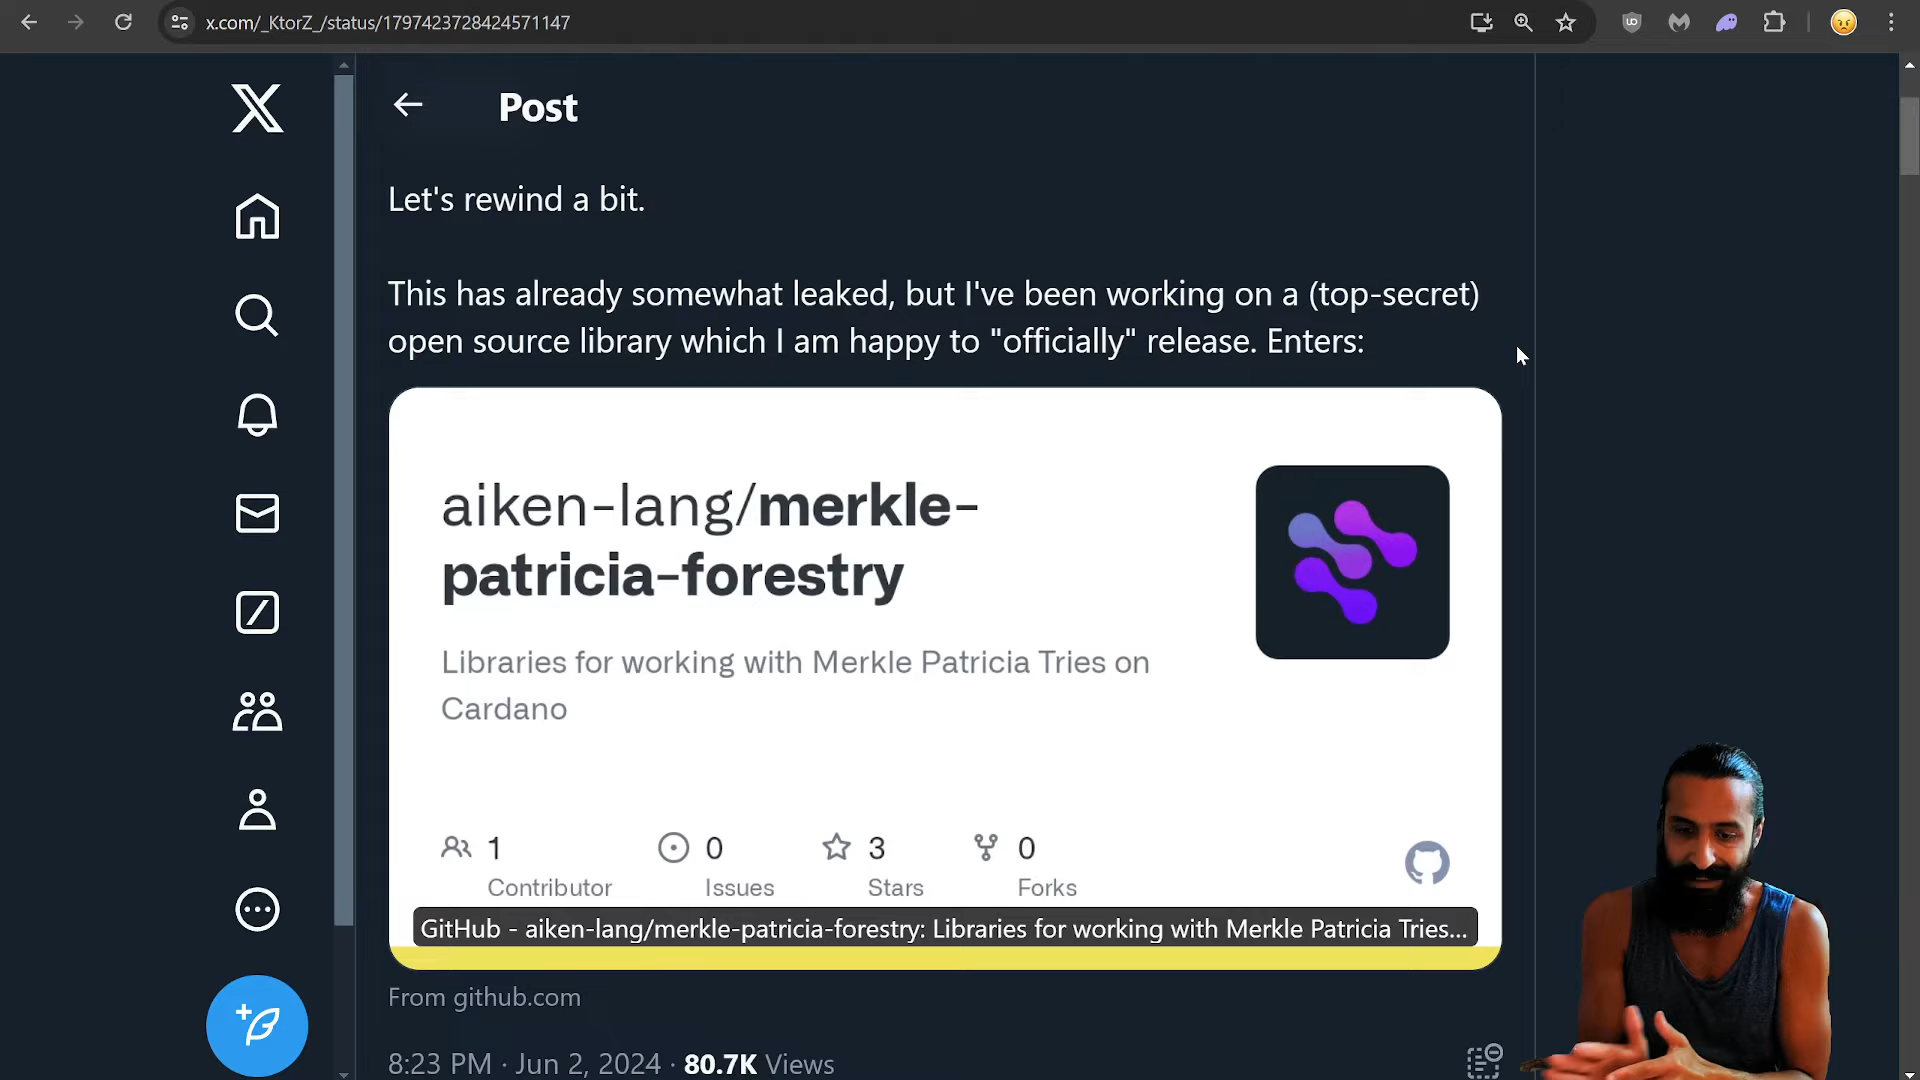 x.com/_KtorZ_/status/1797423728424571147
Post
Let's rewind a bit.
This has already somewhat leaked, but I've been working on a (top-secret)
open source library which I am happy to "officially" release. Enters:
aiken-lang/merkle-
patricia-forestry
Libraries for working with Merkle Patricia Tries on
Cardano
1
Contributor
0
Issues
3
Stars
0
Forks
GitHub - aiken-lang/merkle-patricia-forestry: Libraries for working with Merkle Patricia Tries...
From github.com
8:23 PM · Jun 2, 2024 · 80.7K Views